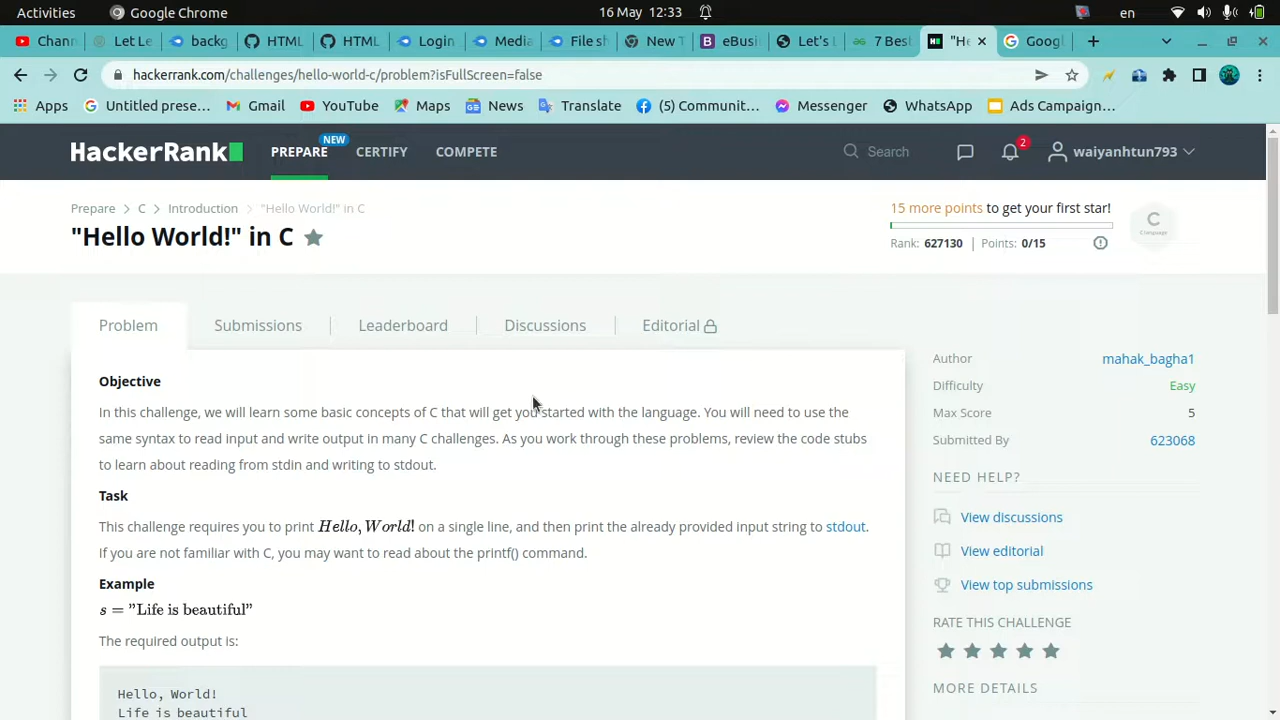 Activities Google Chrome 16 May 12:33 en
Chann Let Le backg HTML HTML Login Media File sh New T eBusi Let's L 7 Best "He Googl
hackerrank.com/challenges/hello-world-c/problem?isFullScreen=false
Apps Untitled prese... Gmail YouTube Maps News Translate (5) Communit... Messenger WhatsApp Ads Campaign...
HackerRank PREPARE NEW CERTIFY COMPETE Search 2 waiyanhtun793
Prepare > C > Introduction > "Hello World!" in C
"Hello World!" in C
15 more points to get your first star!
Rank: 627130 | Points: 0/15
C
C language
Problem Submissions Leaderboard Discussions Editorial
Objective
In this challenge, we will learn some basic concepts of C that will get you started with the language. You will need to use the
same syntax to read input and write output in many C challenges. As you work through these problems, review the code stubs
to learn about reading from stdin and writing to stdout.
Task
This challenge requires you to print Hello, World! on a single line, and then print the already provided input string to stdout.
If you are not familiar with C, you may want to read about the printf() command.
Example
s = "Life is beautiful"
The required output is:
Hello, World!
Life is beautiful
Author mahak_bagha1
Difficulty Easy
Max Score 5
Submitted By 623068
NEED HELP?
View discussions
View editorial
View top submissions
RATE THIS CHALLENGE
MORE DETAILS